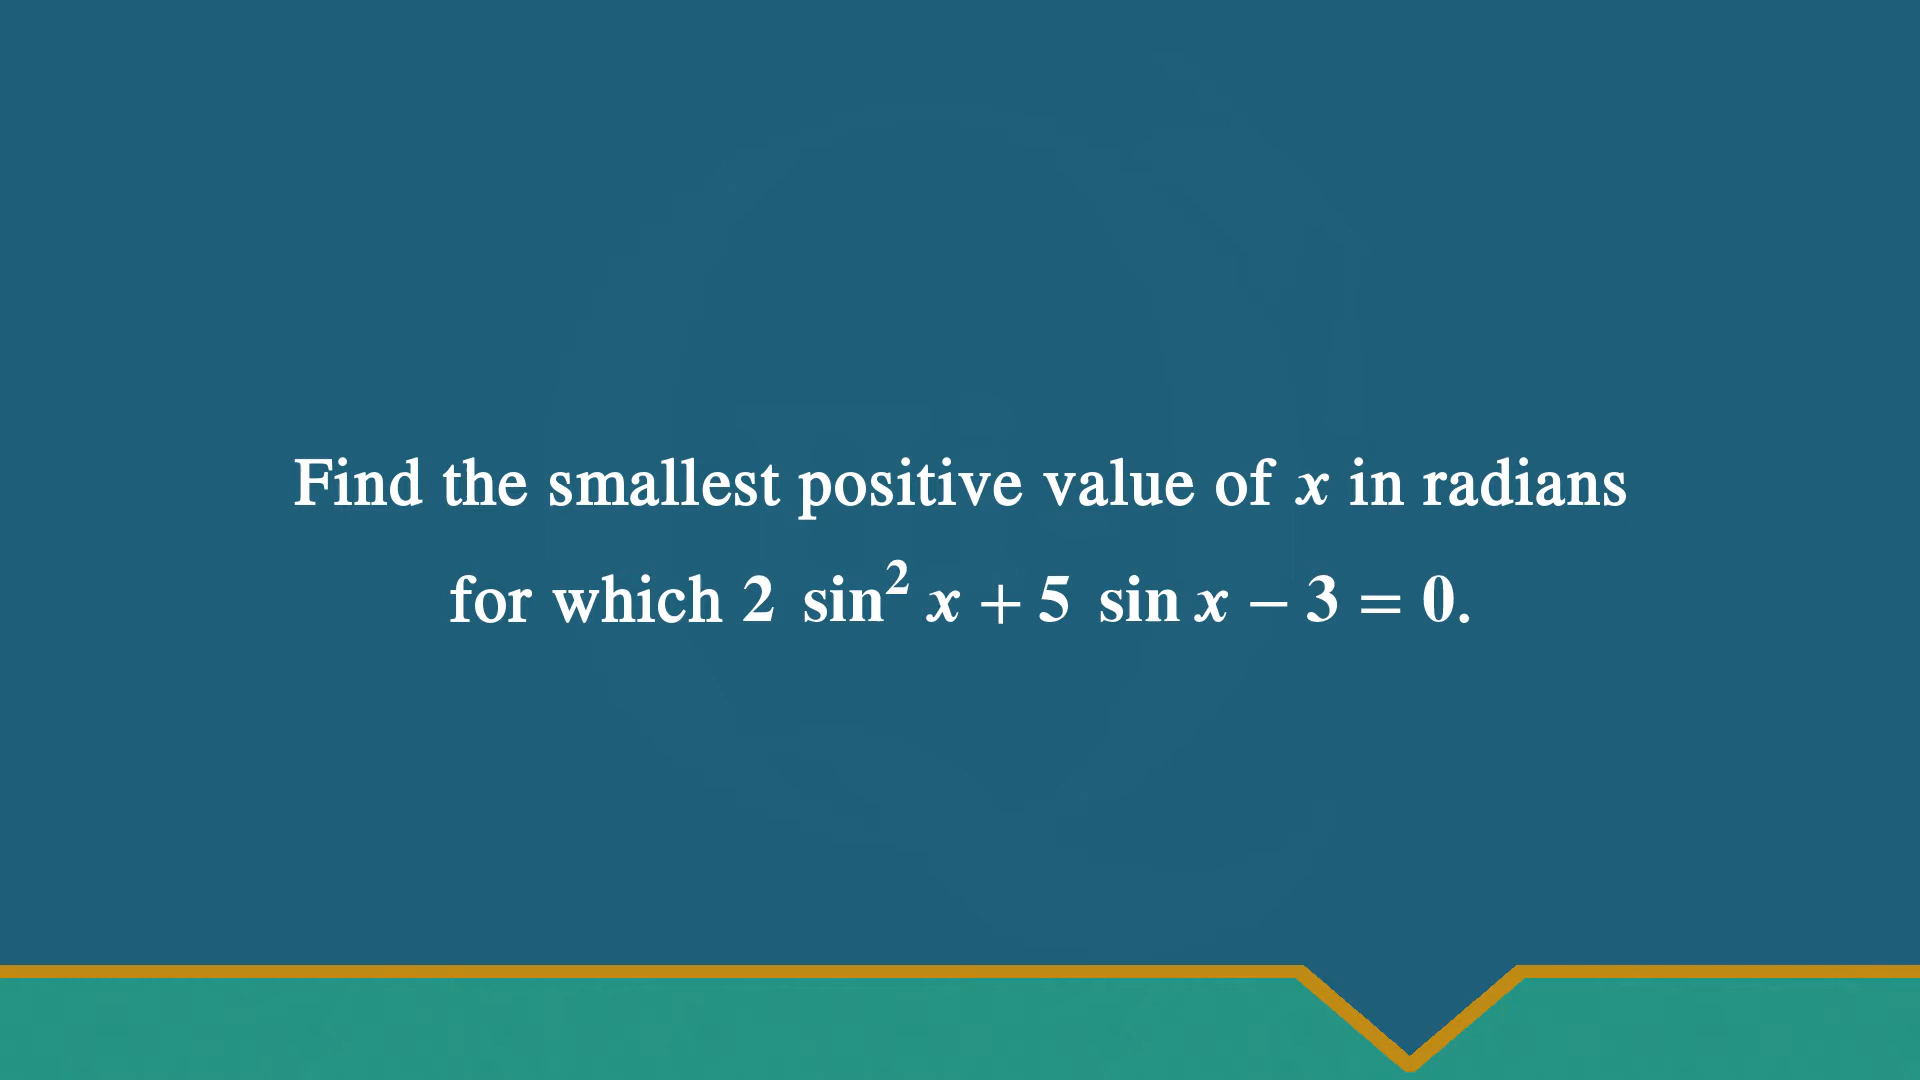 Find the smallest positive value of x in radians
for which 2 sin² x + 5 sin x − 3 = 0.